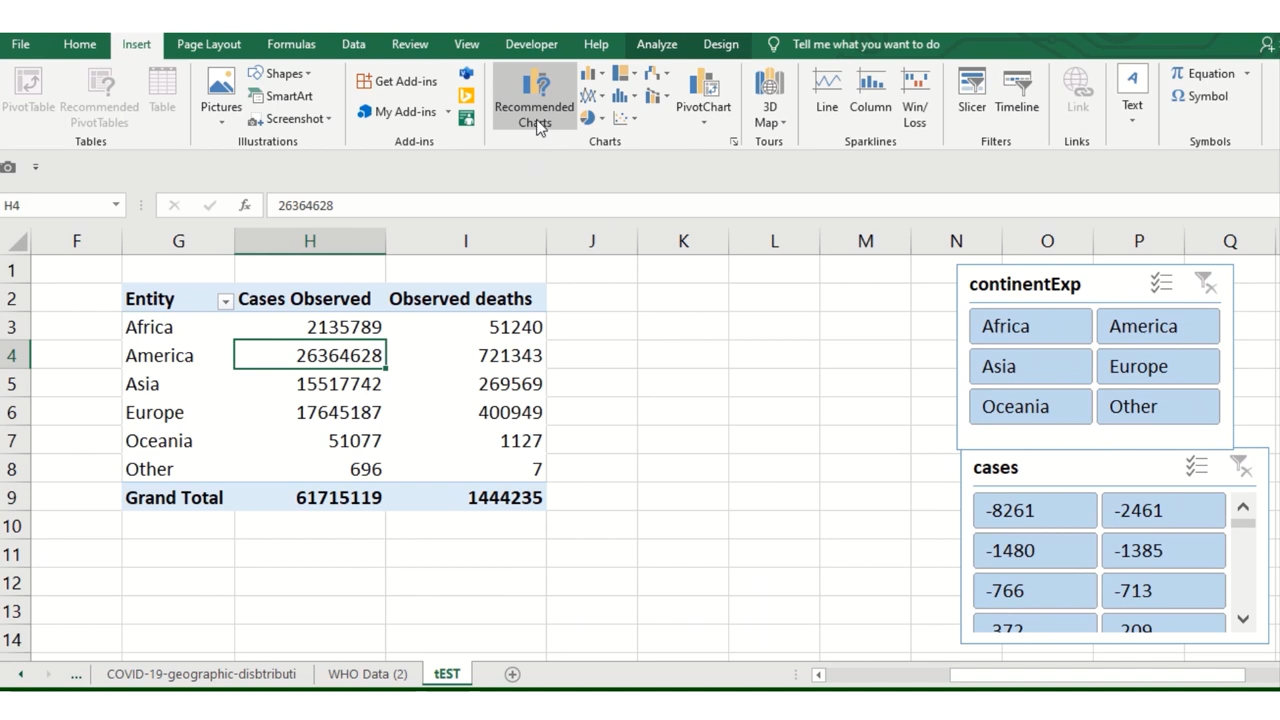 File Home Insert Page Layout Formulas Data Review View Developer Help Analyze Design Tell me what you want to do
PivotTable Recommended PivotTables Table Pictures Shapes SmartArt Screenshot Get Add-ins My Add-ins Recommended Charts PivotChart 3D Map Line Column Win/ Loss Slicer Timeline Link Text Equation Symbol
Tables Illustrations Add-ins Charts Tours Sparklines Filters Links Symbols
H4 fx 26364628
F G H I J K L M N O P Q
1
2 Entity Cases Observed Observed deaths
3 Africa 2135789 51240
4 America 26364628 721343
5 Asia 15517742 269569
6 Europe 17645187 400949
7 Oceania 51077 1127
8 Other 696 7
9 Grand Total 61715119 1444235
10
11
12
13
14
continentExp
Africa America
Asia Europe
Oceania Other
cases
-8261 -2461
-1480 -1385
-766 -713
... COVID-19-geographic-disbtributi WHO Data (2) tEST